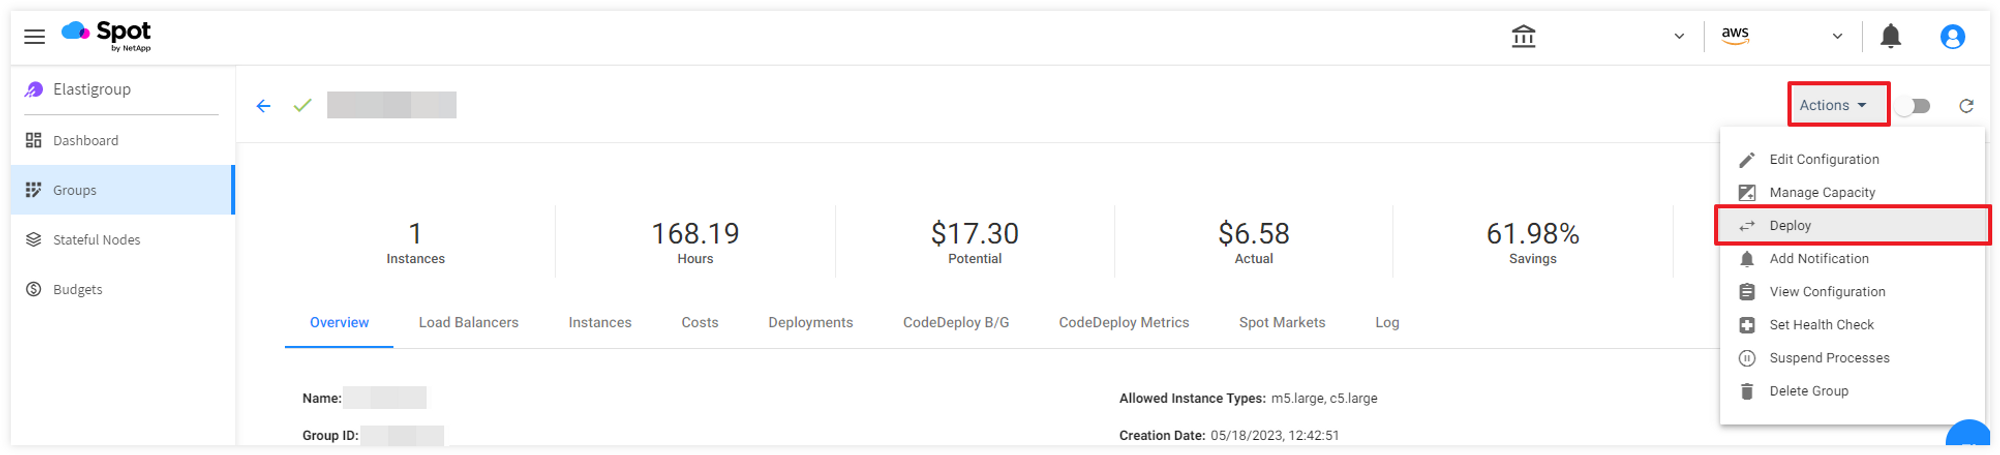 Spot
by NetApp
aws
Elastigroup
Actions
Dashboard
Edit Configuration
Groups
Manage Capacity
Deploy
1
168.19
$17.30
$6.58
61.98%
Instances
Hours
Potential
Actual
Savings
Stateful Nodes
Add Notification
Budgets
View Configuration
Overview
Load Balancers
Instances
Costs
Deployments
CodeDeploy B/G
CodeDeploy Metrics
Spot Markets
Log
Set Health Check
Suspend Processes
Delete Group
Name:
Allowed Instance Types: m5.large, c5.large
Group ID:
Creation Date: 05/18/2023, 12:42:51